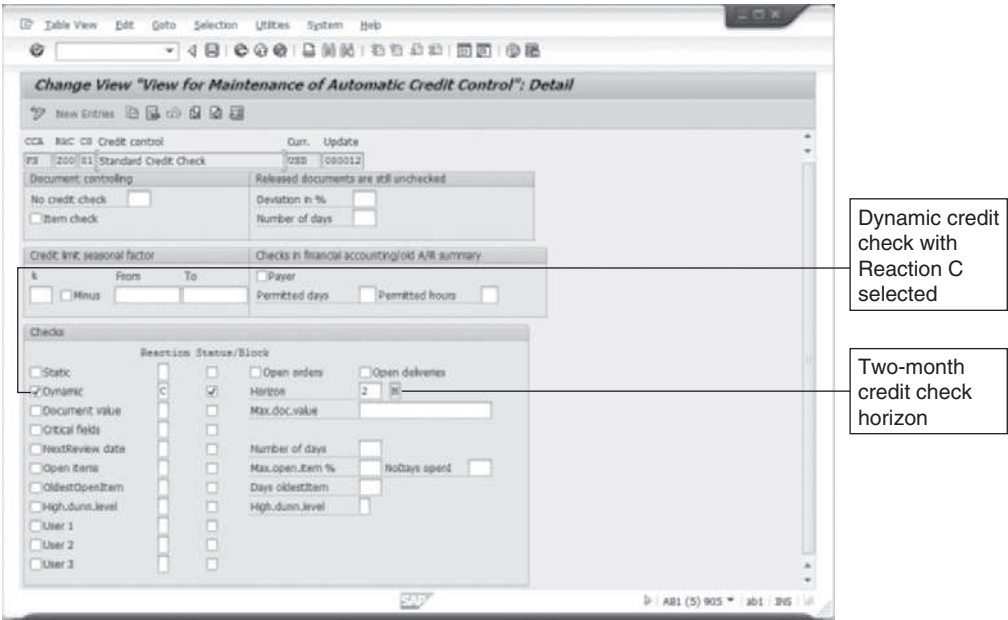 Table View Edit Goto Selection Utilities System Help
Change View "View for Maintenance of Automatic Credit Control": Detail
New Entries
CCA RkC CG Credit control Curr. Update
PS 200 01 Standard Credit Check USD 000012
Document controlling
No credit check
Item check
Released documents are still unchecked
Deviation in %
Number of days
Credit limit seasonal factor
% From To
Minus
Checks in financial accounting/old A/R summary
Payer
Permitted days Permitted hours
Checks
Reaction Status/Block
Static Open orders Open deliveries
Dynamic C Horizon 2 M
Document value Max.doc.value
Critical fields
NextReview date Number of days
Open items Max.open.item % NoDays openI
OldestOpenItem Days oldestItem
High.dunn.level High.dunn.level
User 1
User 2
User 3
SAP
AB1 (5) 905 ab1 INS
Dynamic credit
check with
Reaction C
selected
Two-month
credit check
horizon